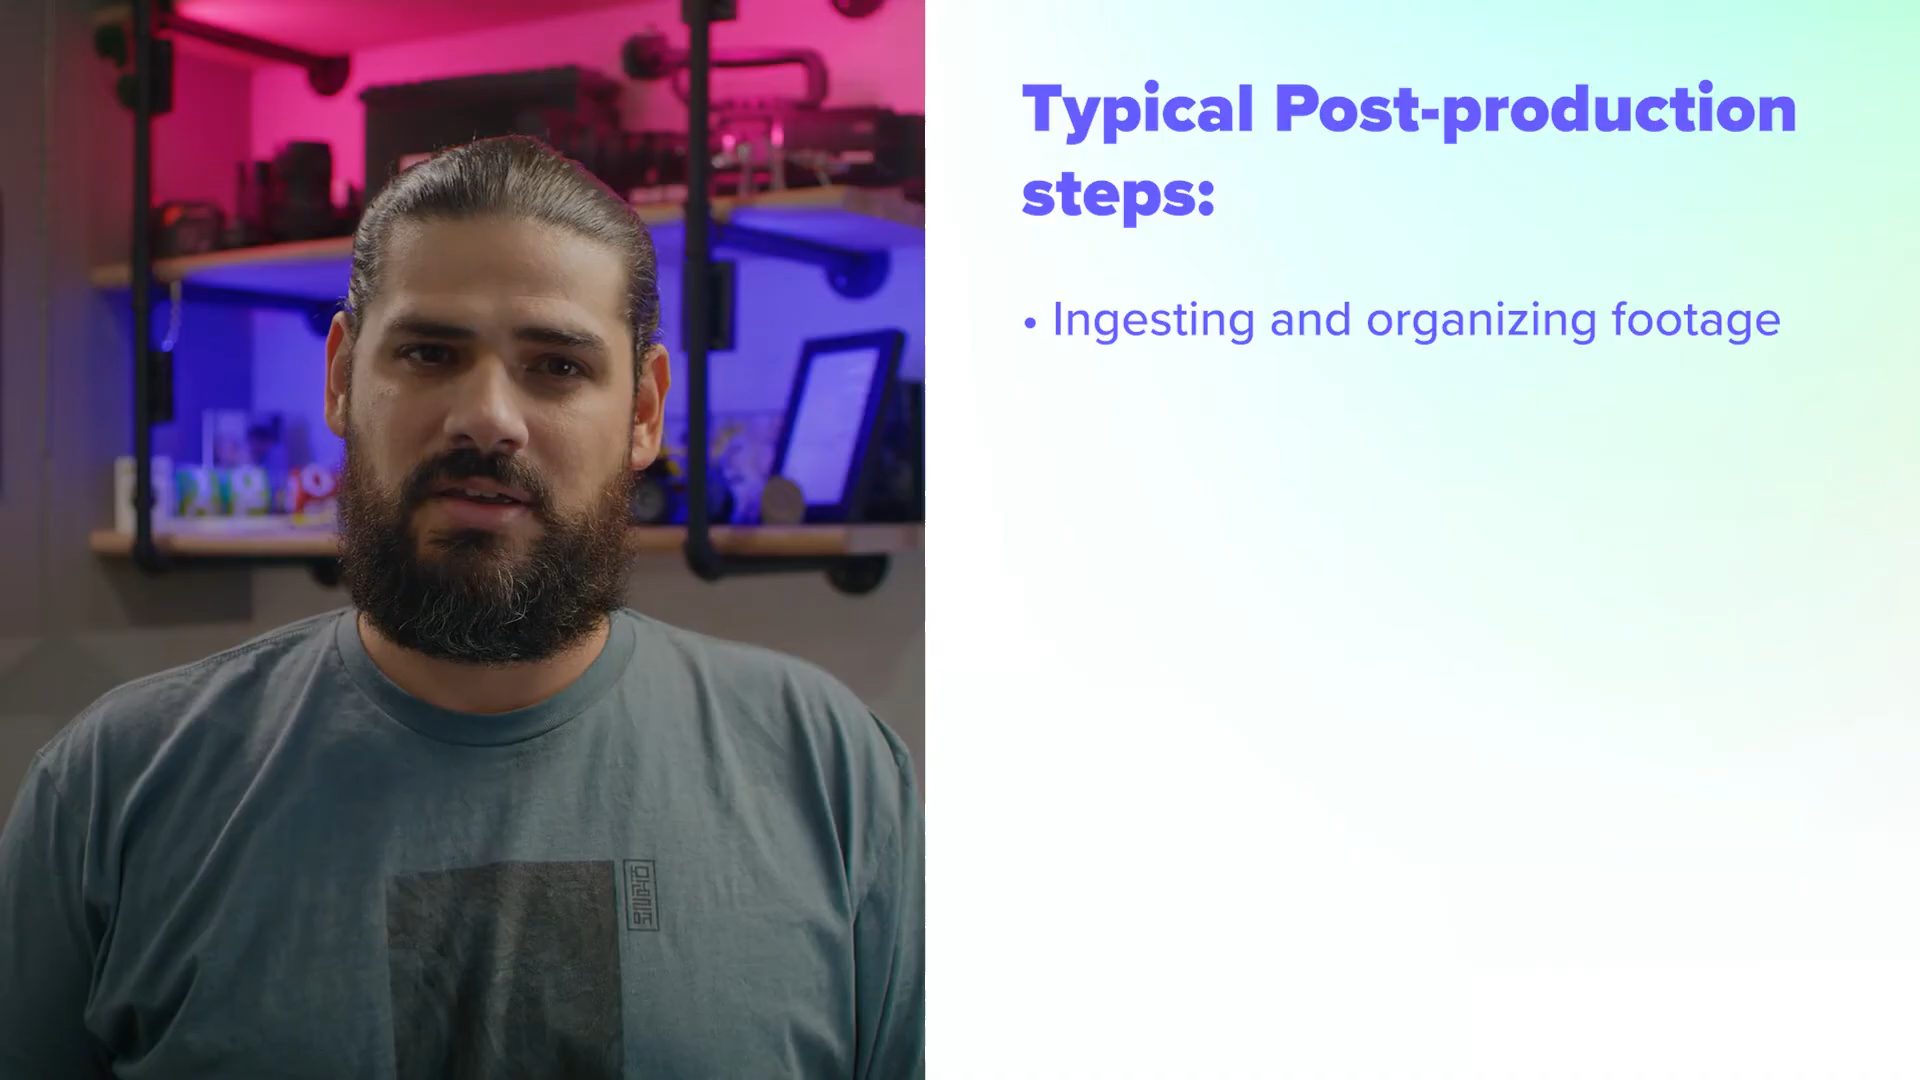 Typical Post-production
steps:
• Ingesting and organizing footage